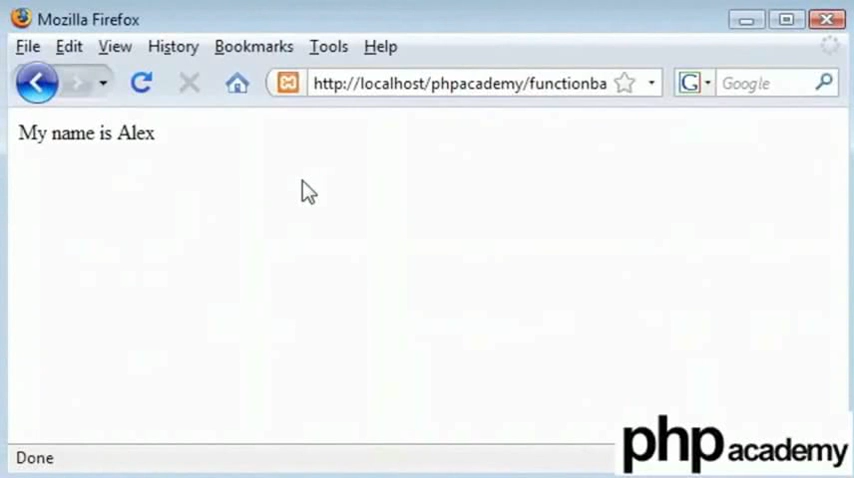 Mozilla Firefox
File Edit View History Bookmarks Tools Help
http://localhost/phpacademy/functionba
G Google
My name is Alex
Done
php academy